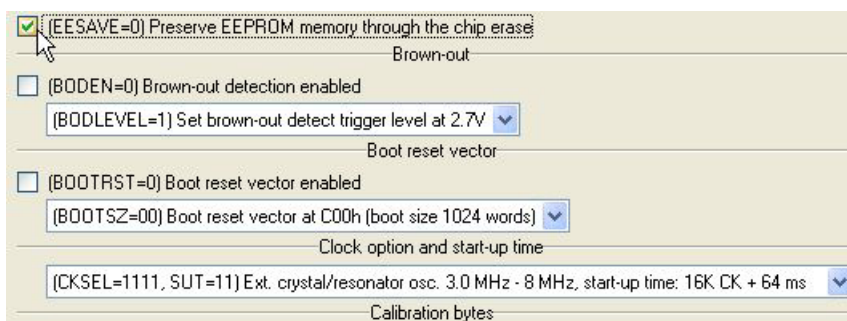 (EESAVE=0) Preserve EEPROM memory through the chip erase
Brown-out
(BODEN=0) Brown-out detection enabled
(BODLEVEL=1) Set brown-out detect trigger level at 2.7V
Boot reset vector
(BOOTRST=0) Boot reset vector enabled
(BOOTSZ=00) Boot reset vector at C00h (boot size 1024 words)
Clock option and start-up time
(CKSEL=1111, SUT=11) Ext. crystal/resonator osc. 3.0 MHz - 8 MHz, start-up time: 16K CK + 64 ms
Calibration bytes